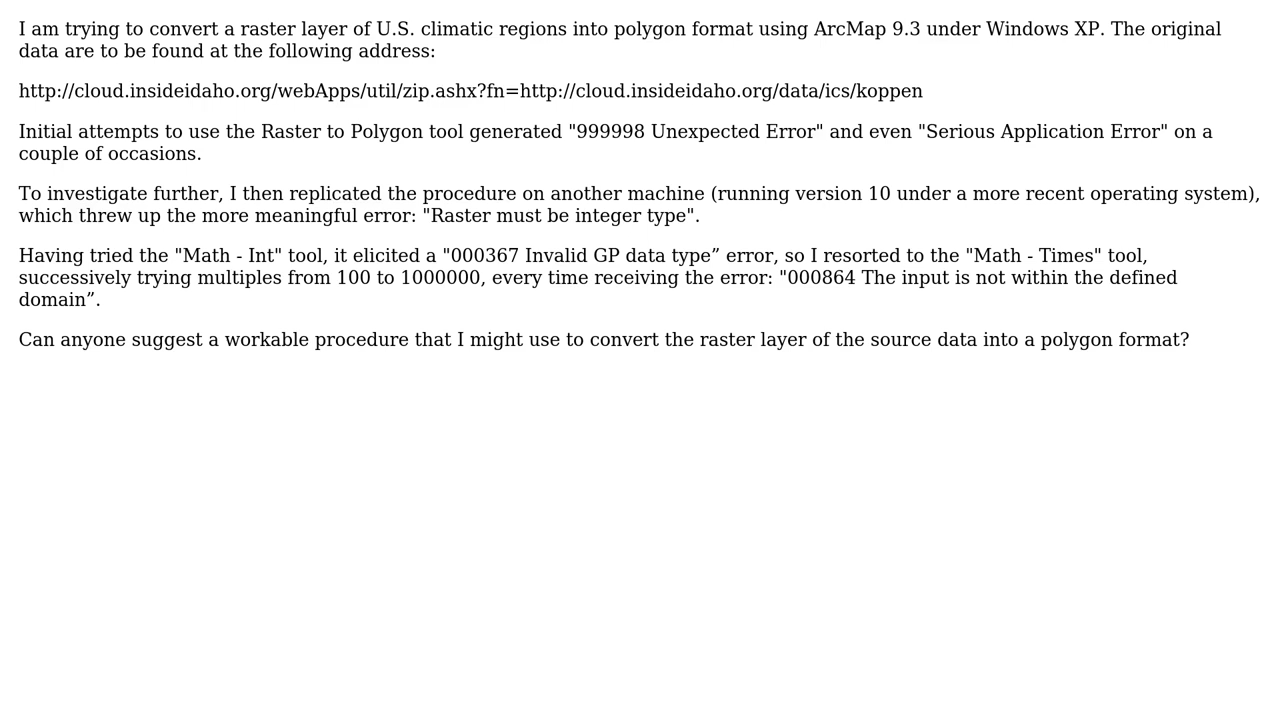 I am trying to convert a raster layer of U.S. climatic regions into polygon format using ArcMap 9.3 under Windows XP. The original
data are to be found at the following address:
http://cloud.insideidaho.org/webApps/util/zip.ashx?fn=http://cloud.insideidaho.org/data/ics/koppen
Initial attempts to use the Raster to Polygon tool generated "999998 Unexpected Error" and even "Serious Application Error" on a
couple of occasions.
To investigate further, I then replicated the procedure on another machine (running version 10 under a more recent operating system),
which threw up the more meaningful error: "Raster must be integer type".
Having tried the "Math - Int" tool, it elicited a "000367 Invalid GP data type” error, so I resorted to the "Math - Times" tool,
successively trying multiples from 100 to 1000000, every time receiving the error: "000864 The input is not within the defined
domain”.
Can anyone suggest a workable procedure that I might use to convert the raster layer of the source data into a polygon format?